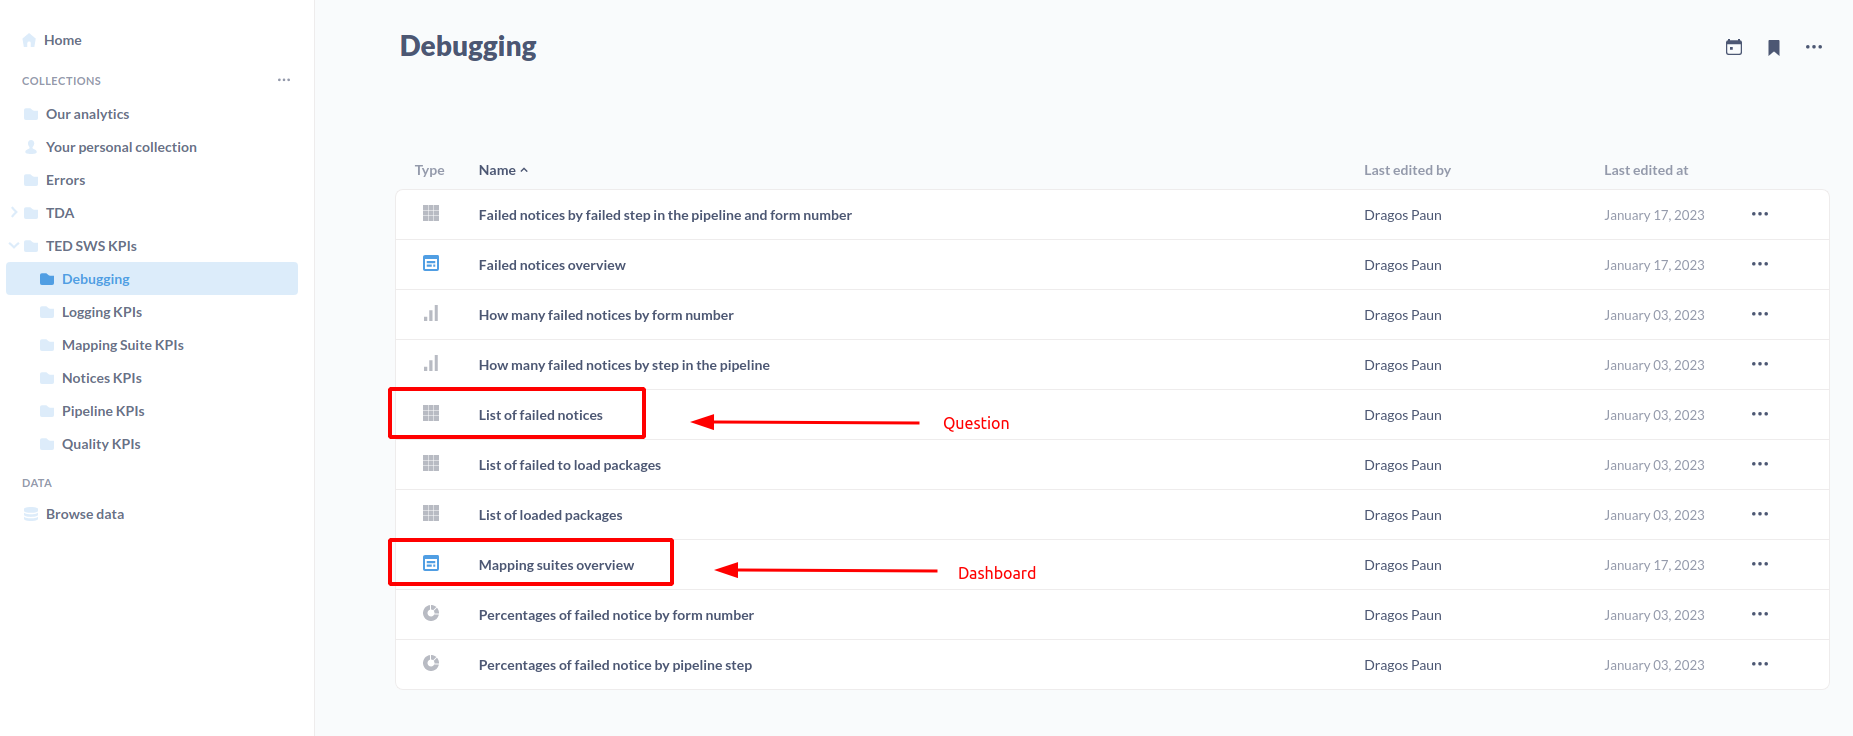 Home
COLLECTIONS
Our analytics
Your personal collection
Errors
TDA
TED SWS KPIs
Debugging
Logging KPIs
Mapping Suite KPIs
Notices KPIs
Pipeline KPIs
Quality KPIs
DATA
Browse data
Debugging
Type Name Last edited by Last edited at
Failed notices by failed step in the pipeline and form number Dragos Paun January 17, 2023
Failed notices overview Dragos Paun January 17, 2023
How many failed notices by form number Dragos Paun January 03, 2023
How many failed notices by step in the pipeline Dragos Paun January 03, 2023
List of failed notices Question Dragos Paun January 03, 2023
List of failed to load packages Dragos Paun January 03, 2023
List of loaded packages Dragos Paun January 03, 2023
Mapping suites overview Dashboard Dragos Paun January 17, 2023
Percentages of failed notice by form number Dragos Paun January 03, 2023
Percentages of failed notice by pipeline step Dragos Paun January 03, 2023